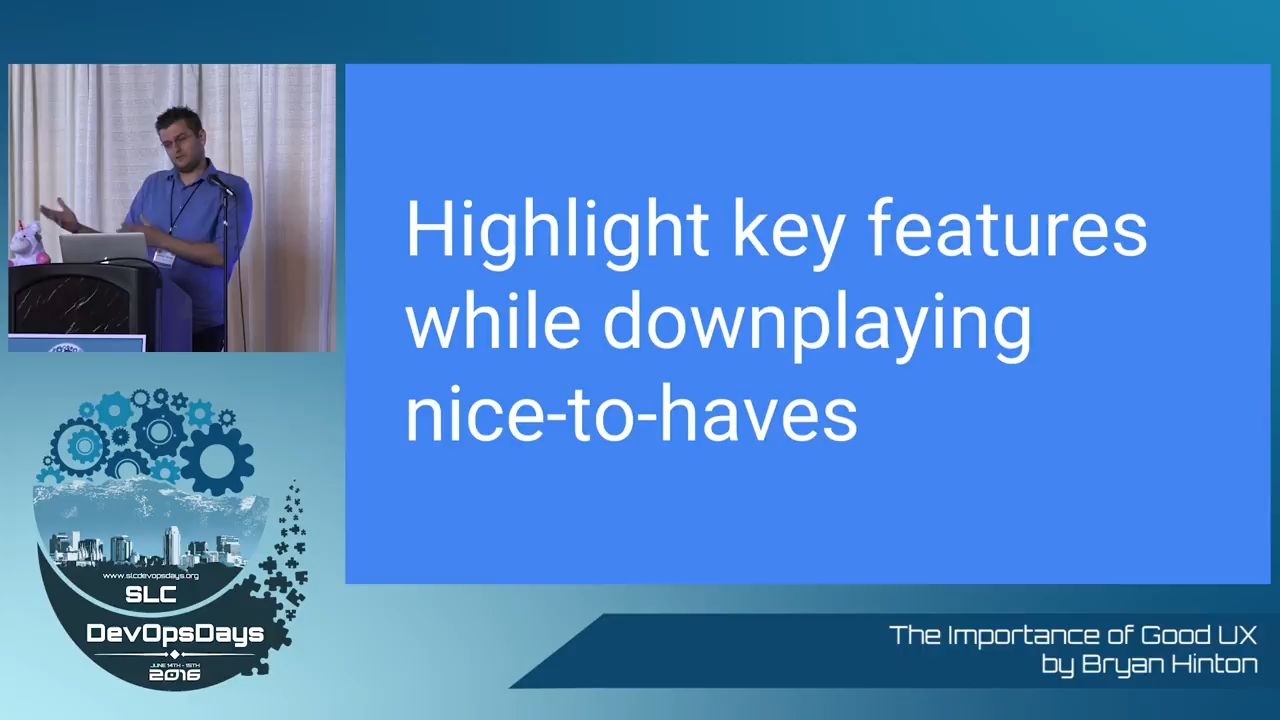 Highlight key features
while downplaying
nice-to-haves
www.slcdevopsdays.org
SLC
DevOpsDays
JUNE 14TH - 15TH
2016
The Importance of Good UX
by Bryan Hinton